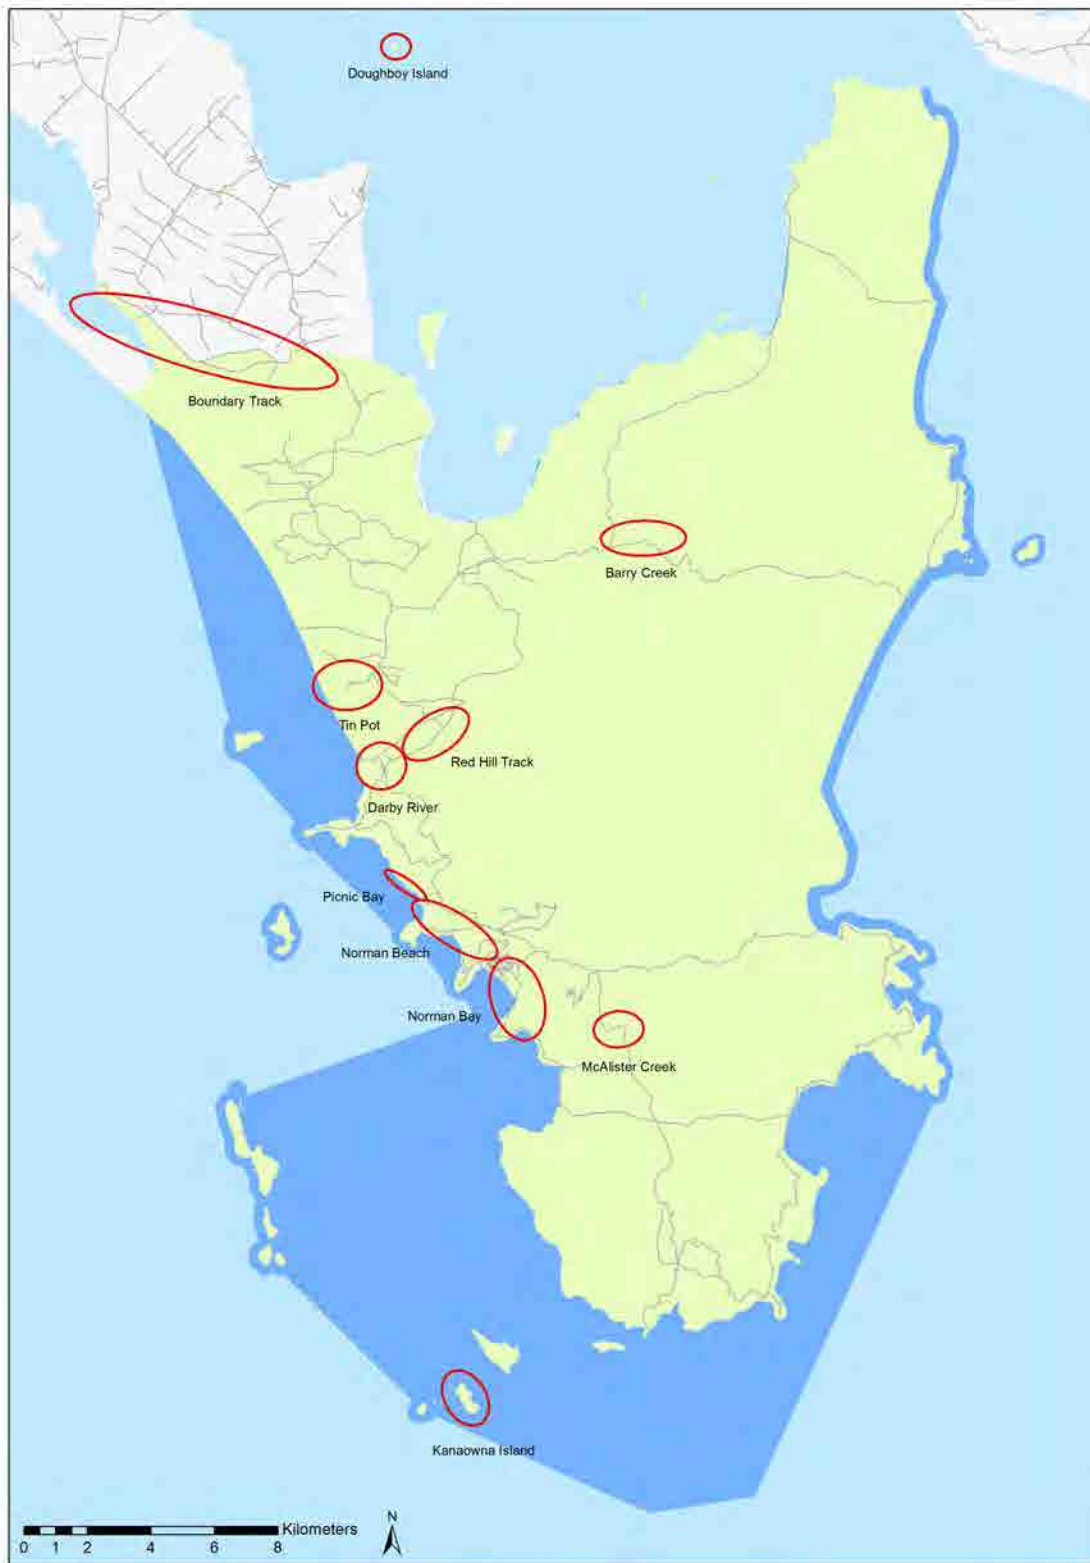 Doughboy Island
Boundary Track
Barry Creek
Tin Pot
Red Hill Track
Darby River
Picnic Bay
Norman Beach
Norman Bay
McAlister Creek
Kanaowna Island
N
Kilometers
0 1 2 4 6 8